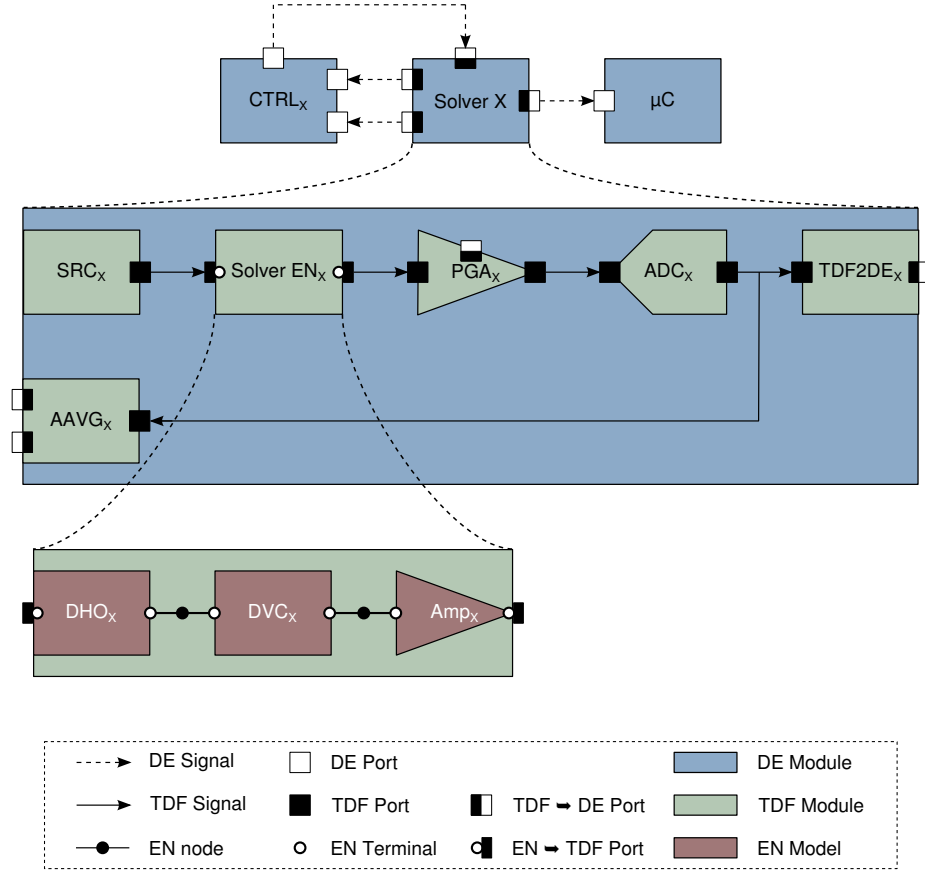 CTRLX
Solver X
µC
SRCX
Solver ENX
PGAX
ADCX
TDF2DEX
AAVGX
DHOX
DVCX
AmpX
DE Signal
DE Port
DE Module
TDF Signal
TDF Port
TDF ➥ DE Port
TDF Module
EN node
EN Terminal
EN ➥ TDF Port
EN Model